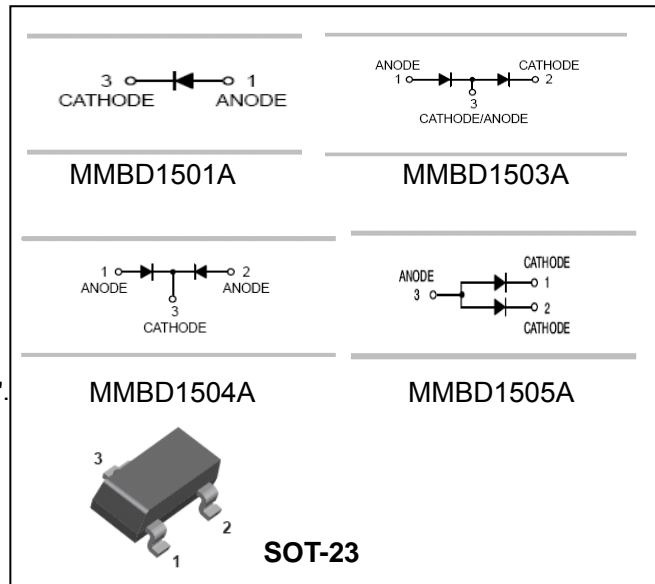 3 1
CATHODE ANODE
MMBD1501A
ANODE CATHODE
1 2
3
CATHODE/ANODE
MMBD1503A
1 2
ANODE ANODE
3
CATHODE
MMBD1504A
CATHODE
ANODE 1
3 2
CATHODE
MMBD1505A
".
3
2
1
SOT-23